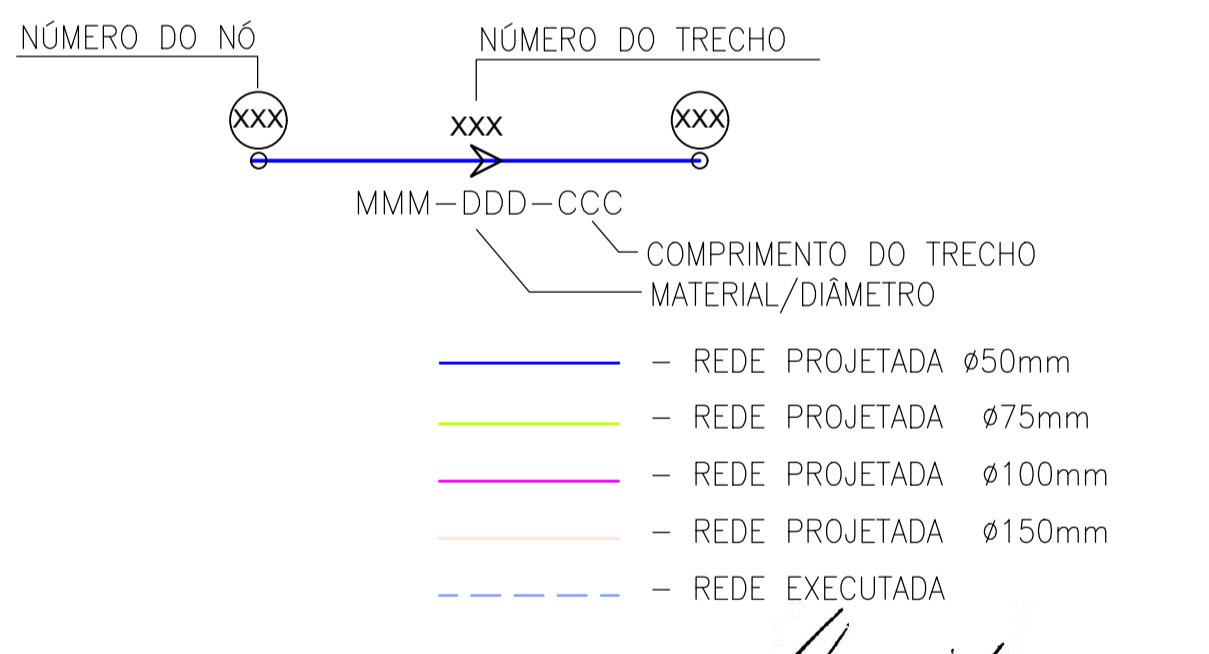 NÚMERO DO NÓ
NÚMERO DO TRECHO
XXX
XXX
XXX
MMM-DDD-CCC
COMPRIMENTO DO TRECHO
MATERIAL/DIÂMETRO
- REDE PROJETADA ø50mm
- REDE PROJETADA ø75mm
- REDE PROJETADA ø100mm
- REDE PROJETADA ø150mm
- REDE EXECUTADA